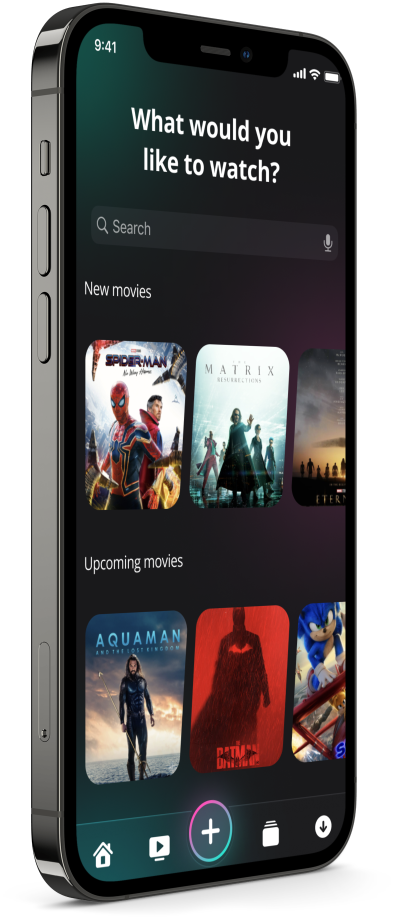 9:41
What would you
like to watch?
Search
New movies
SPIDER-MAN
No Way Home
THE
MATRIX
RESURRECTIONS
ETERN
Upcoming movies
AQUAMAN
AND THE LOST KINGDOM
THE
BATMAN
S